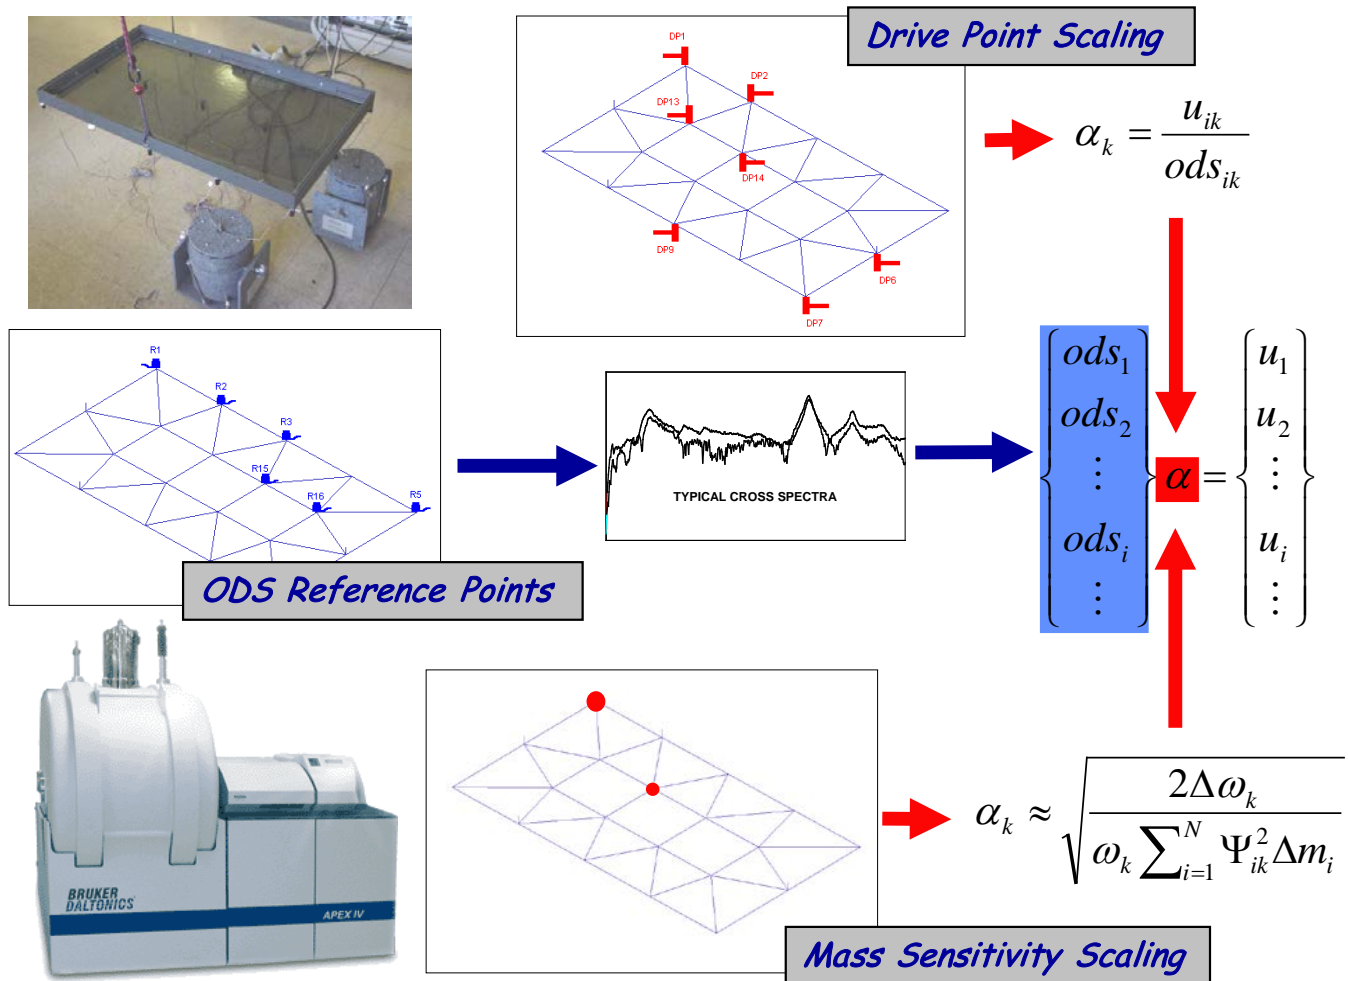 Drive Point Scaling
DP1
DP2
DP13
DP14
DP9
DP6
DP7
α_k = u_ik / ods_ik
R1
R2
R3
R15
R16
R5
ODS Reference Points
TYPICAL CROSS SPECTRA
{ods_1 ods_2 ⋮ ods_i ⋮} α = {u_1 u_2 ⋮ u_i ⋮}
α_k ≈ √(2Δω_k / (ω_k ∑_{i=1}^{N} Ψ_ik^2 Δm_i))
Mass Sensitivity Scaling
BRUKER
DALTONICS
APEX IV